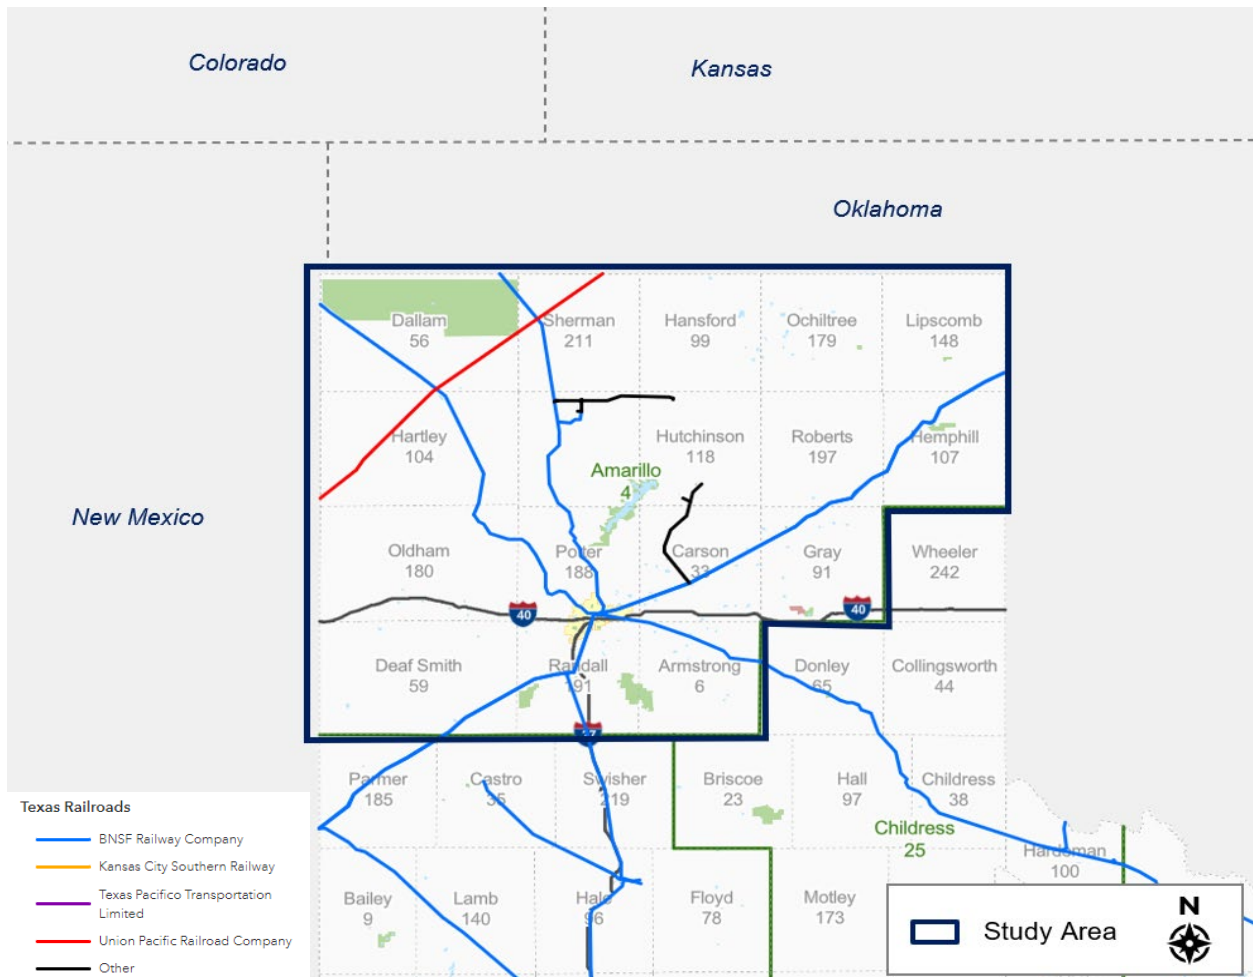 Colorado
Kansas
Oklahoma
New Mexico
Dallam
56
Sherman
211
Hansford
99
Ochiltree
179
Lipscomb
148
Hartley
104
Hutchinson
118
Roberts
197
Hemphill
107
Amarillo
4
Oldham
180
Potter
188
Carson
33
Gray
91
Wheeler
242
40
40
Deaf Smith
59
Randall
191
Armstrong
6
Donley
65
Collingsworth
44
Parmer
185
Castro
35
Swisher
219
Briscoe
23
Hall
97
Childress
38
Childress
25
Hardeman
100
Bailey
9
Lamb
140
Hale
96
Floyd
78
Motley
173
Texas Railroads
BNSF Railway Company
Kansas City Southern Railway
Texas Pacifico Transportation
Limited
Union Pacific Railroad Company
Other
Study Area
N